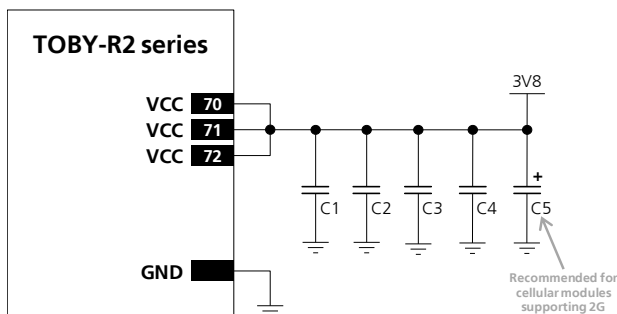 TOBY-R2 series
3V8
VCC 70
VCC 71
VCC 72
+
C1 C2 C3 C4 C5
GND
Recommended for
cellular modules
supporting 2G